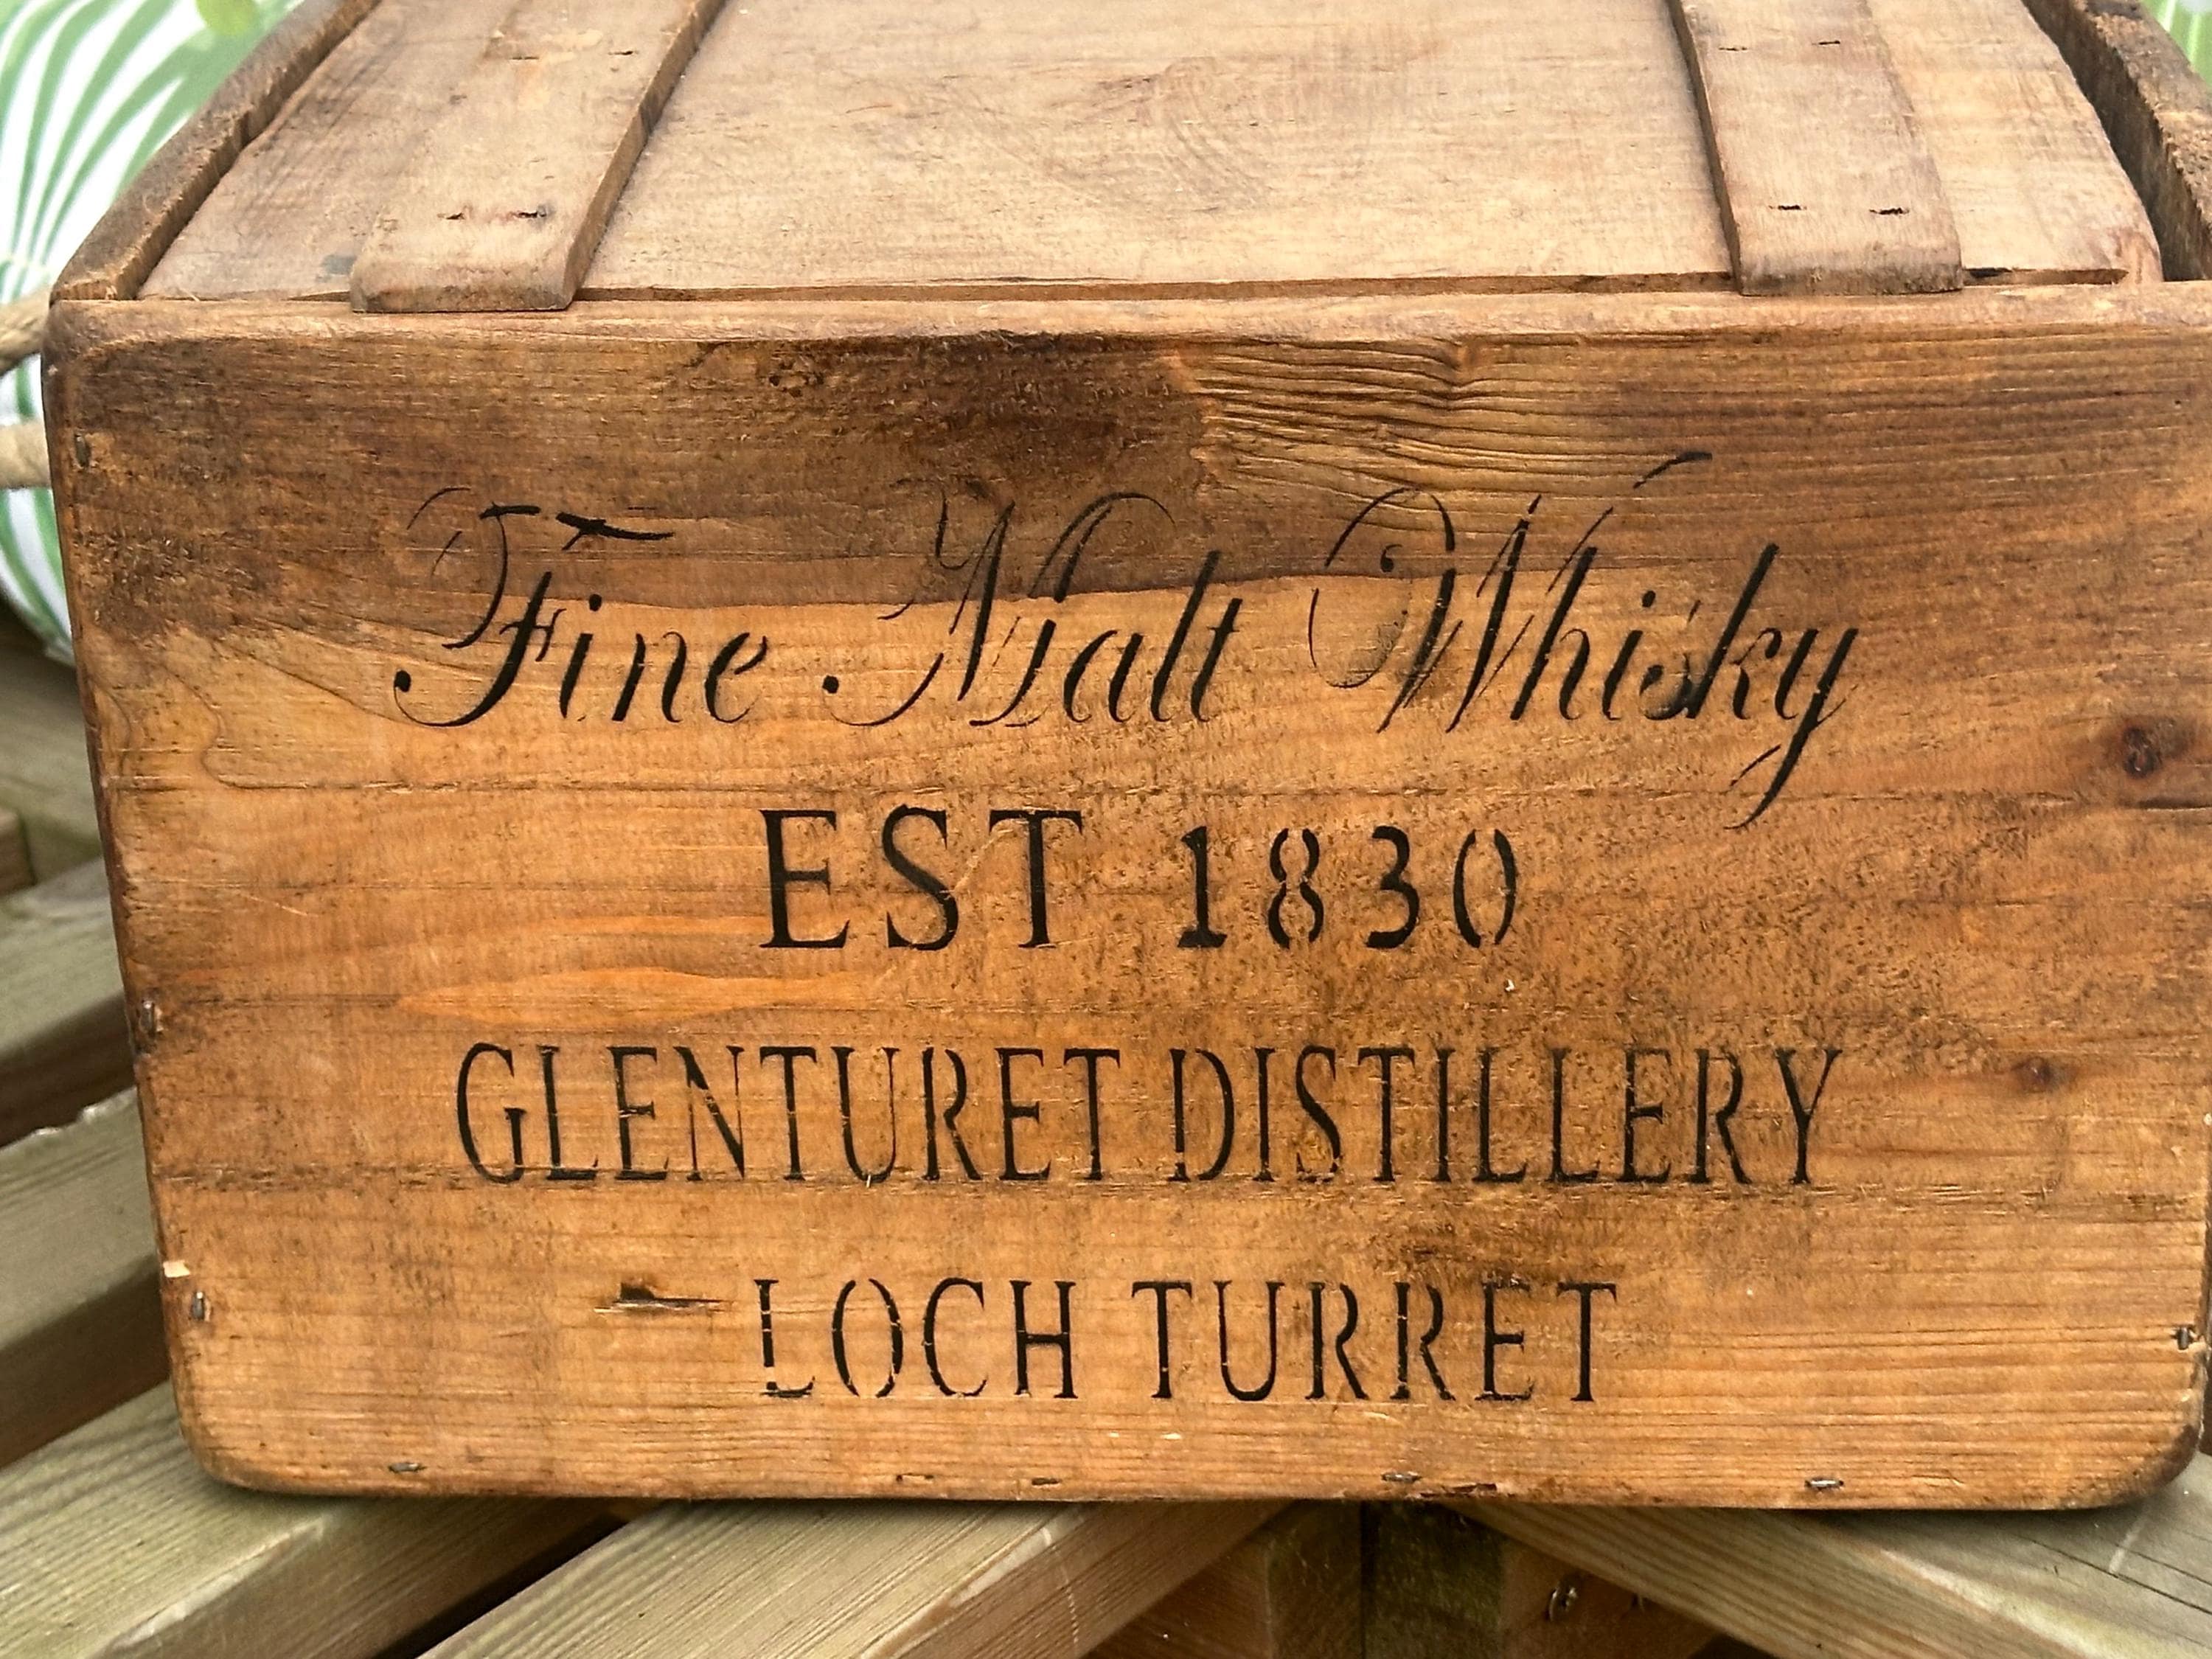 Fine Malt Whisky
EST 1830
GLENTURET DISTILLERY
LOCH TURRET